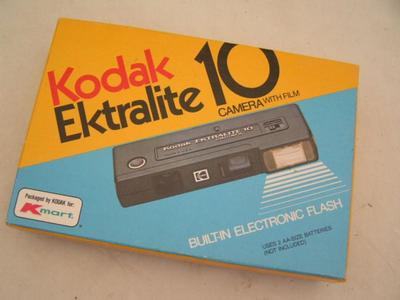 Kodak
Ektralite 10
CAMERA WITH FILM
Kodak EKTRALITE 10
Packaged by KODAK for:
Kmart
BUILT-IN ELECTRONIC FLASH
USES 2 AA-SIZE BATTERIES
(NOT INCLUDED)